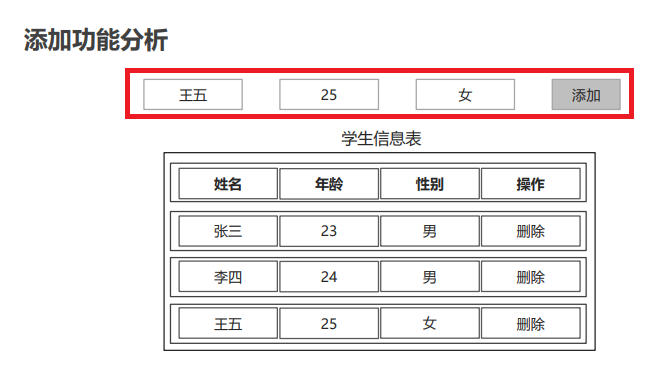 添加功能分析
王五 25 女 添加
学生信息表
姓名 年龄 性别 操作
张三 23 男 删除
李四 24 男 删除
王五 25 女 删除